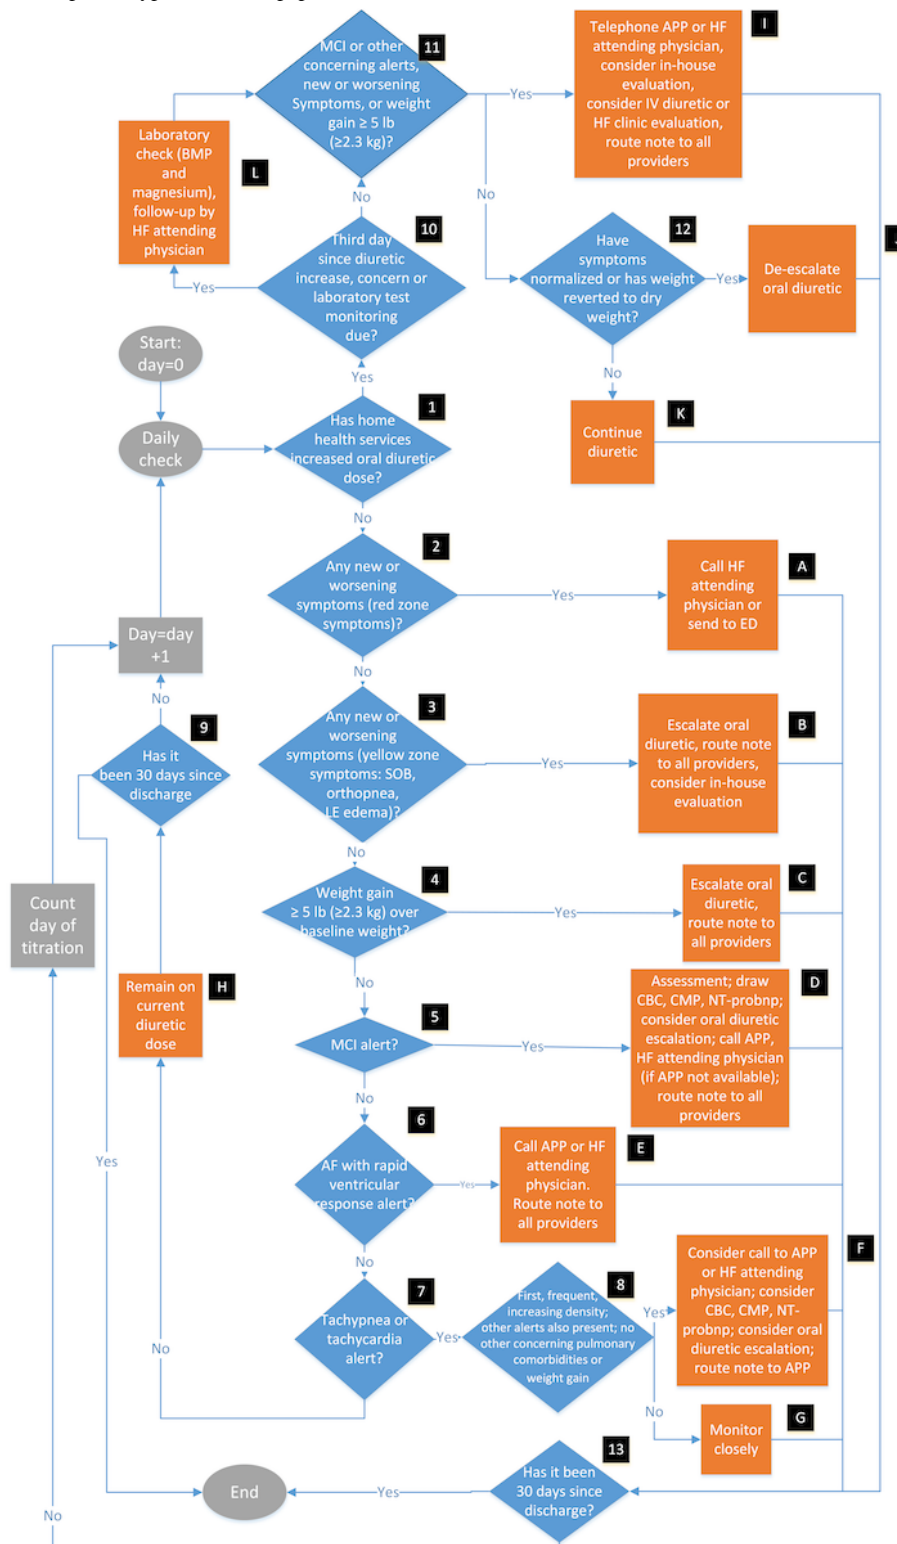 11
MCI or other
concerning alerts,
new or worsening
Symptoms, or weight
gain ≥ 5 lb
(≥2.3 kg)?
Yes
I
Telephone APP or HF
attending physician,
consider in-house
evaluation,
consider IV diuretic or
HF clinic evaluation,
route note to all
providers
L
Laboratory
check (BMP
and
magnesium),
follow-up by
HF attending
physician
No
No
10
Third day
since diuretic
increase, concern or
laboratory test
monitoring
due?
Yes
12
Have
symptoms
normalized or has weight
reverted to dry
weight?
Yes
De-escalate
oral diuretic
No
K
Continue
diuretic
Start:
day=0
Daily
check
Yes
1
Has home
health services
increased oral diuretic
dose?
No
2
Any new or
worsening
symptoms (red zone
symptoms)?
Yes
A
Call HF
attending
physician or
send to ED
No
Day=day
+1
No
3
Any new or
worsening
symptoms (yellow zone
symptoms: SOB,
orthopnea,
LE edema)?
Yes
B
Escalate oral
diuretic, route note
to all providers,
consider in-house
evaluation
9
Has it
been 30 days since
discharge
No
4
Weight gain
≥ 5 lb (≥2.3 kg) over
baseline weight?
Yes
C
Escalate oral
diuretic,
route note to
all providers
Count
day of
titration
No
H
Remain on
current
diuretic
dose
5
MCI alert?
Yes
D
Assessment; draw
CBC, CMP, NT-probnp;
consider oral diuretic
escalation; call APP,
HF attending physician
(if APP not available);
route note to all
providers
No
6
AF with rapid
ventricular
response alert?
Yes
E
Call APP or HF
attending
physician.
Route note to
all providers
Yes
No
7
Tachypnea or
tachycardia
alert?
Yes
No
8
First, frequent,
increasing density;
other alerts also present; no
other concerning pulmonary
comorbidities or
weight gain
Yes
F
Consider call to APP
or HF attending
physician; consider
CBC, CMP, NT-
probnp; consider oral
diuretic escalation;
route note to APP
No
G
Monitor
closely
13
Has it been
30 days since
discharge?
Yes
End
No